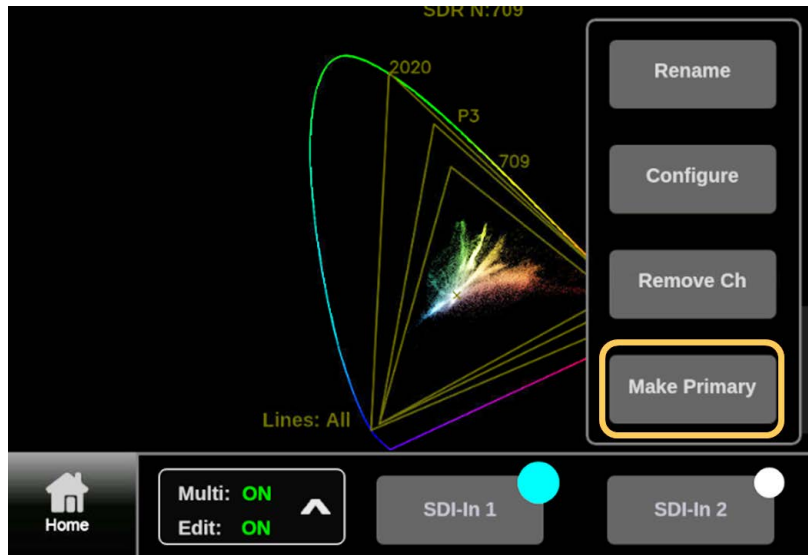 SDR N:709
2020
P3
709
Lines: All
Rename
Configure
Remove Ch
Make Primary
Home
Multi: ON
Edit: ON
SDI-In 1
SDI-In 2